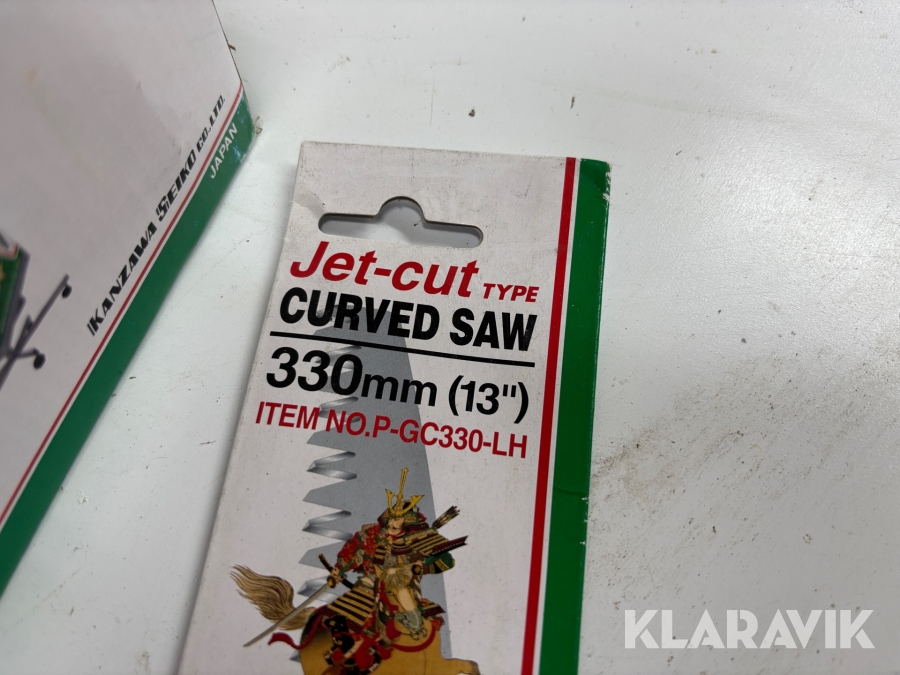 KANZAWA SEIKO CO.,LTD.
JAPAN
Jet-cut TYPE
CURVED SAW
330mm (13")
ITEM NO.P-GC330-LH
KLARAVIK